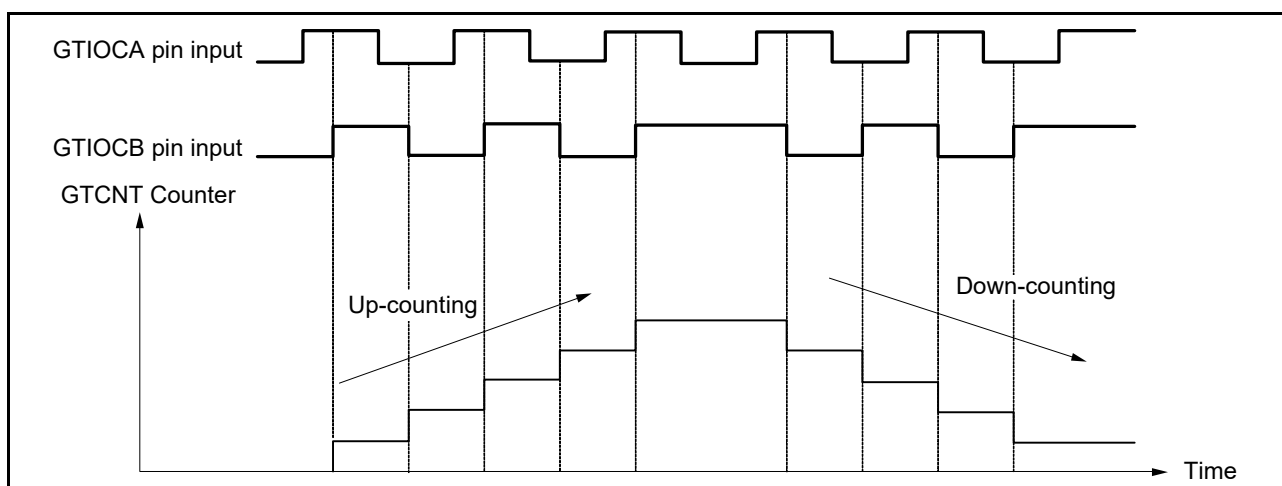 GTIOCA pin input
GTIOCB pin input
GTCNT Counter
Up-counting
Down-counting
Time